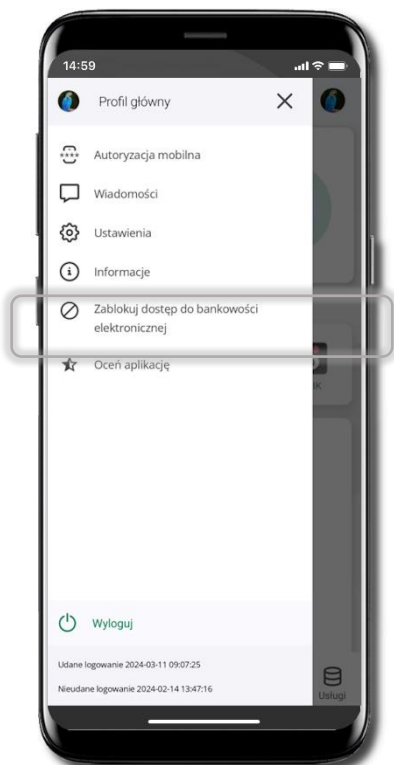 14:59
Profil główny
Autoryzacja mobilna
Wiadomości
Ustawienia
Informacje
Zablokuj dostęp do bankowości
elektronicznej
Oceń aplikację
Wyloguj
Udane logowanie 2024-03-11 09:07:25
Nieudane logowanie 2024-02-14 13:47:16
Usługi